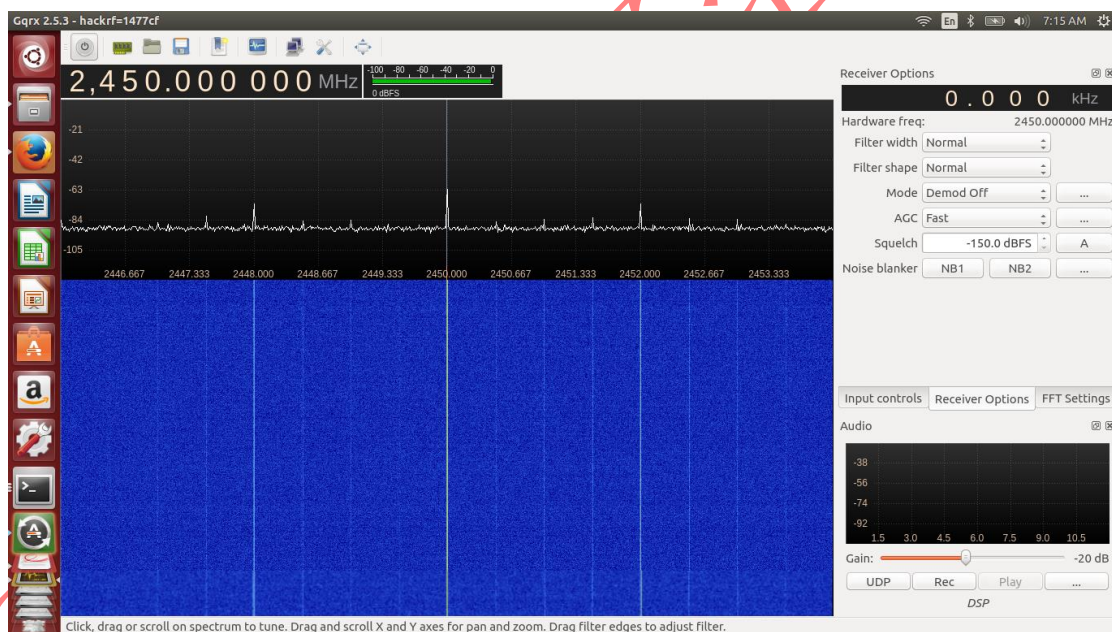 Gqrx 2.5.3 - hackrf=1477cf
En 7:15 AM
2,450.000 000 MHz
-100 -80 -60 -40 -20 0
0 dBFS
-21
-42
-63
-84
-105
2446.667 2447.333 2448.000 2448.667 2449.333 2450.000 2450.667 2451.333 2452.000 2452.667 2453.333
Receiver Options
0.000 kHz
Hardware freq: 2450.000000 MHz
Filter width Normal
Filter shape Normal
Mode Demod Off ...
AGC Fast ...
Squelch -150.0 dBFS A
Noise blanker NB1 NB2 ...
Input controls Receiver Options FFT Settings
Audio
-38
-56
-74
-92
1.5 3.0 4.5 6.0 7.5 9.0 10.5
Gain: -20 dB
UDP Rec Play ...
DSP
Click, drag or scroll on spectrum to tune. Drag and scroll X and Y axes for pan and zoom. Drag filter edges to adjust filter.